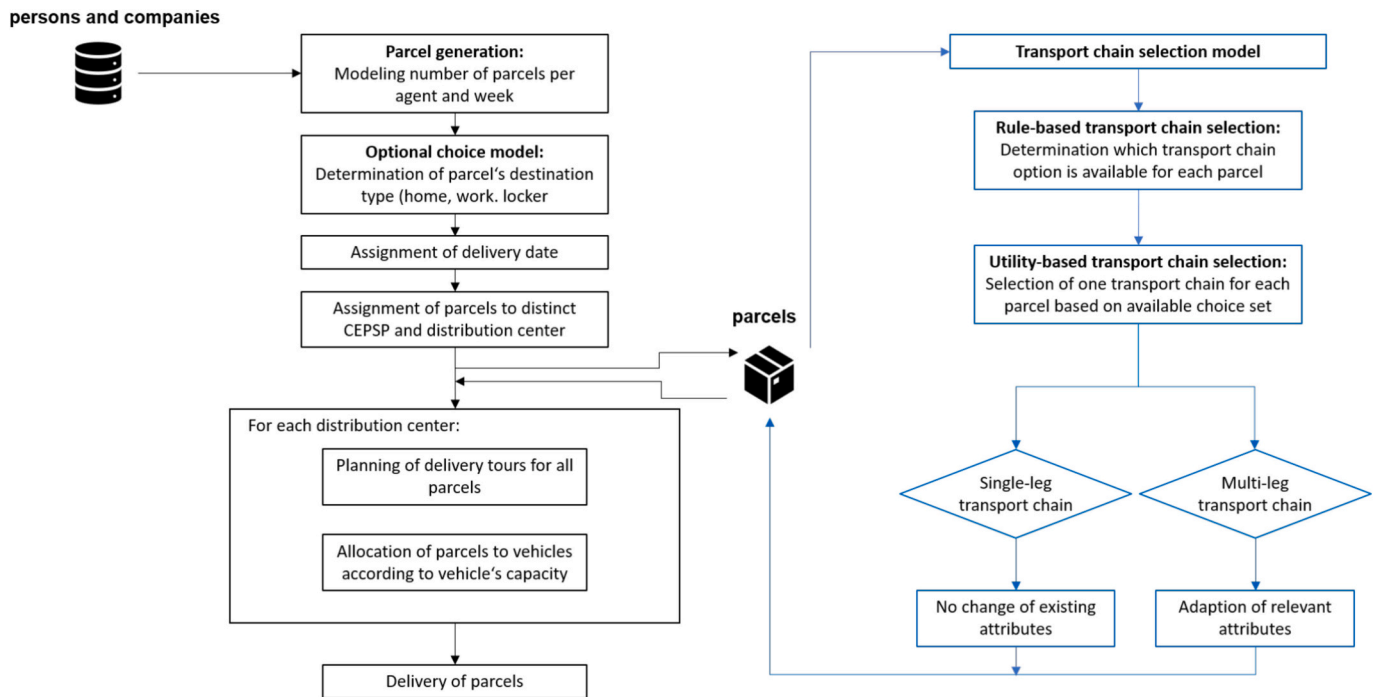 persons and companies
Parcel generation:
Modeling number of parcels per
agent and week
Optional choice model:
Determination of parcel‘s destination
type (home, work. locker
Assignment of delivery date
Assignment of parcels to distinct
CEPSP and distribution center
For each distribution center:
Planning of delivery tours for all
parcels
Allocation of parcels to vehicles
according to vehicle‘s capacity
Delivery of parcels
parcels
Transport chain selection model
Rule-based transport chain selection:
Determination which transport chain
option is available for each parcel
Utility-based transport chain selection:
Selection of one transport chain for each
parcel based on available choice set
Single-leg
transport chain
Multi-leg
transport chain
No change of existing
attributes
Adaption of relevant
attributes